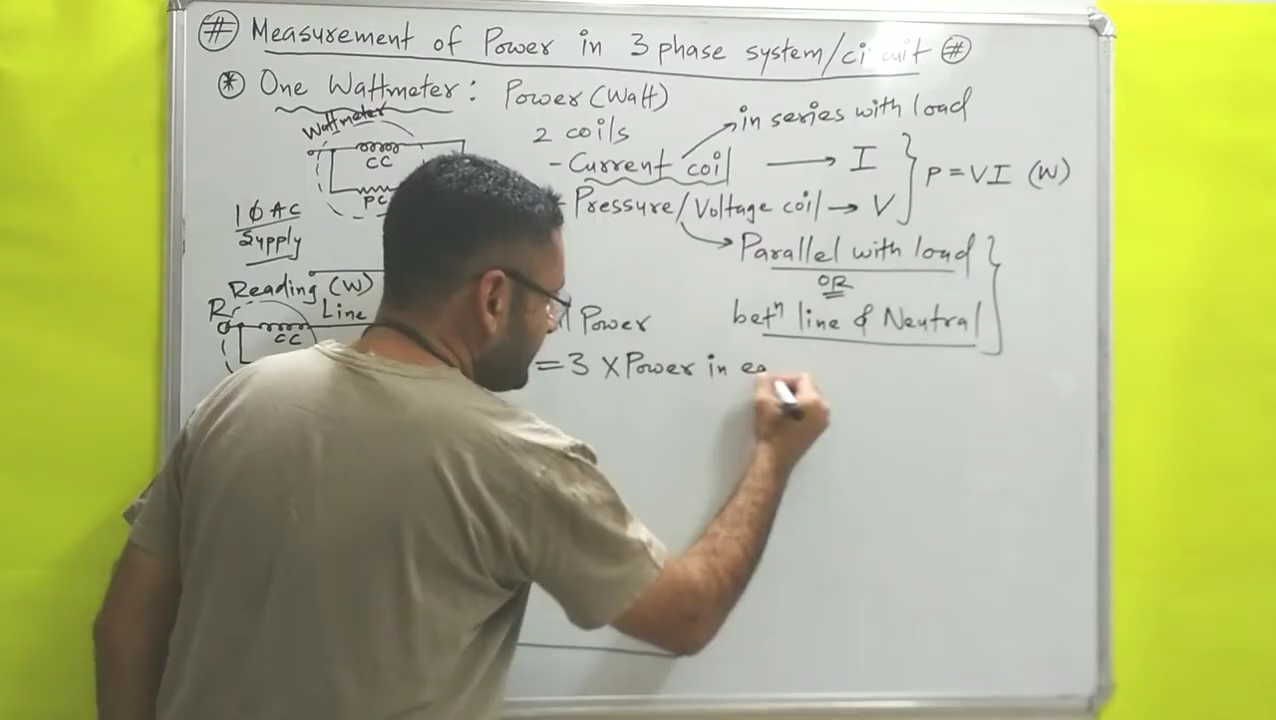 # Measurement of Power in 3 phase system/circuit #
* One Wattmeter: Power (Watt)
Wattmeter
2 coils
in series with load
CC
- Current coil → I
P = VI (W)
PC
- Pressure/Voltage coil → V
1ϕ AC
Supply
Parallel with load
OR
betⁿ line & Neutral
Reading (W)
R
Line
CC
Power
= 3 X Power in ea